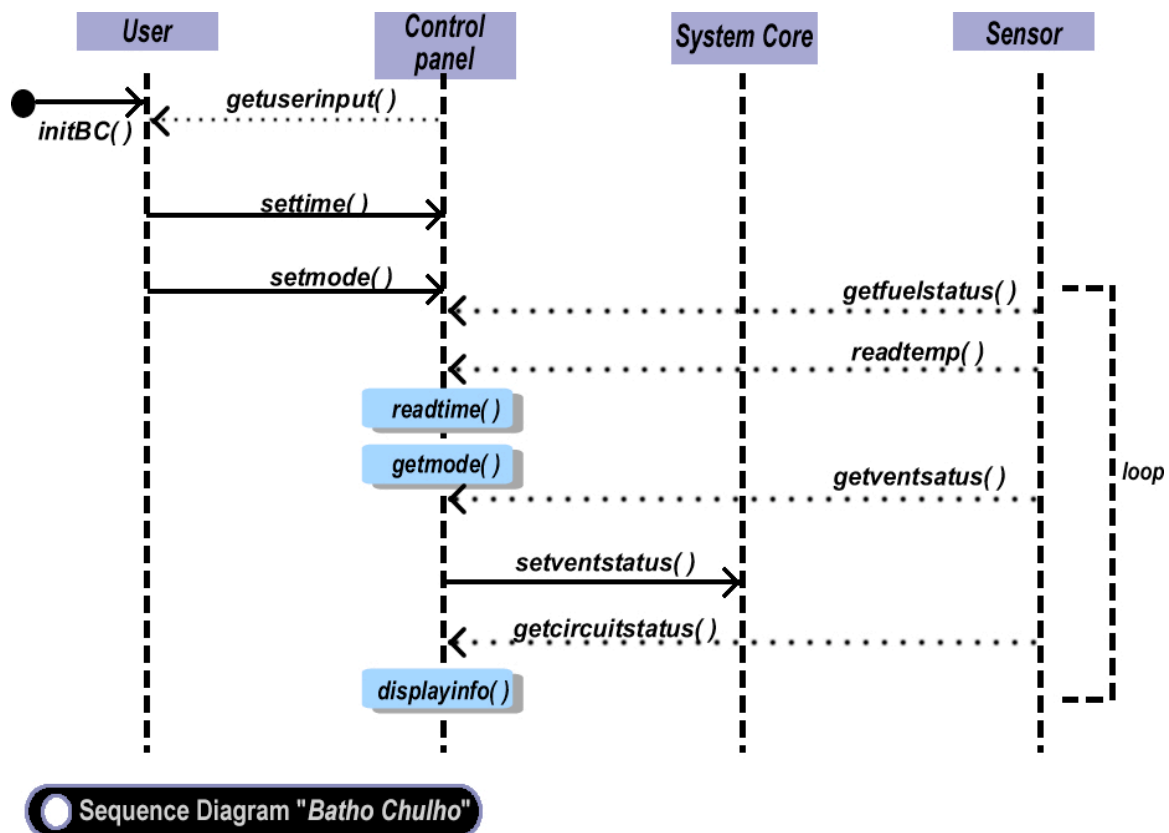 User
Control
panel
System Core
Sensor
getuserinput( )
initBC( )
settime( )
setmode( )
getfuelstatus( )
readtemp( )
readtime( )
getmode( )
getventsatus( )
loop
setventstatus( )
getcircuitstatus( )
displayinfo( )
Sequence Diagram "Batho Chulho"